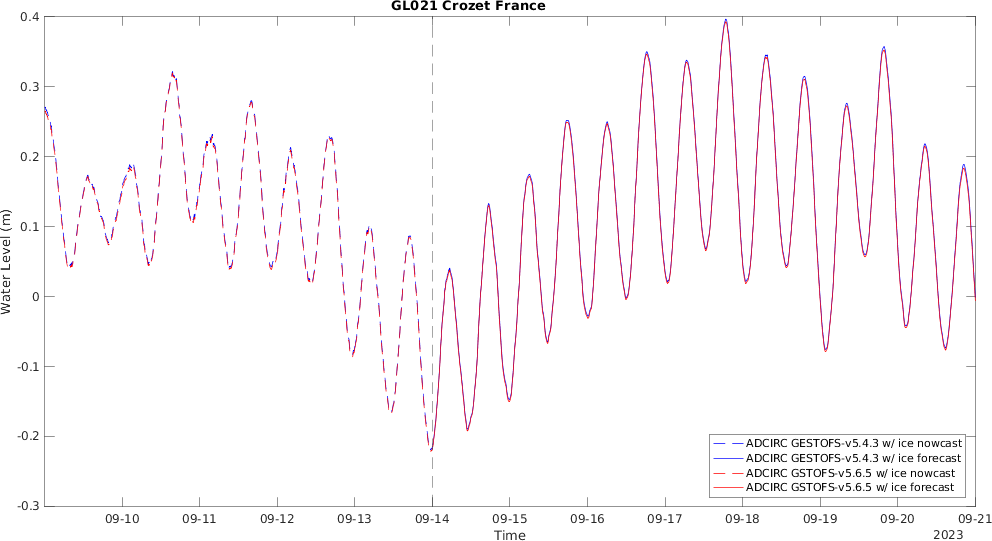 GL021 Crozet France
Water Level (m)
0.4
0.3
0.2
0.1
0
-0.1
-0.2
-0.3
ADCIRC GESTOFS-v5.4.3 w/ ice nowcast
ADCIRC GESTOFS-v5.4.3 w/ ice forecast
ADCIRC GSTOFS-v5.6.5 w/ ice nowcast
ADCIRC GSTOFS-v5.6.5 w/ ice forecast
09-10 09-11 09-12 09-13 09-14 09-15 09-16 09-17 09-18 09-19 09-20 09-21
Time
2023